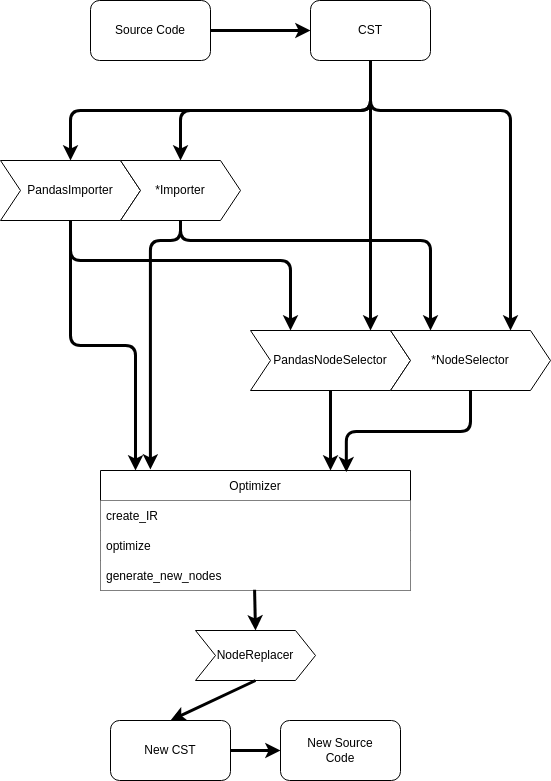 Source Code
CST
PandasImporter
*Importer
PandasNodeSelector
*NodeSelector
Optimizer
create_IR
optimize
generate_new_nodes
NodeReplacer
New CST
New Source
Code